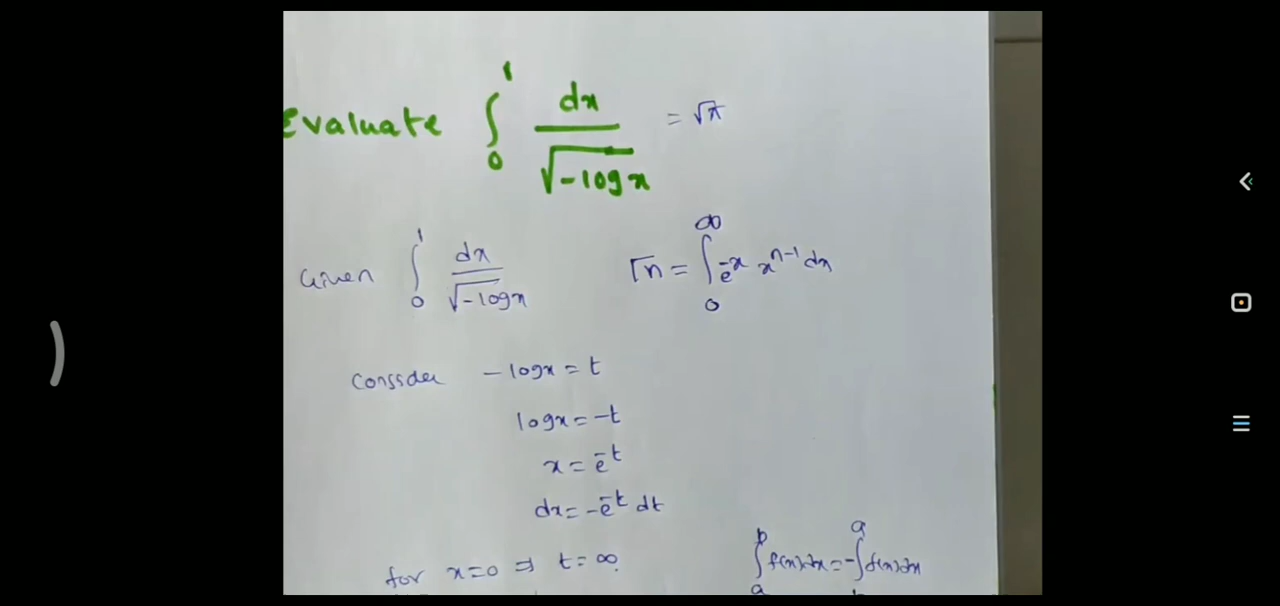 Evaluate ∫₀¹ dx/√-log x = √π
Given ∫₀¹ dx/√-log x     Γn = ∫₀^∞ e^-x x^n-1 dx
Conssder - log x = t
log x = -t
x = e^-t
dx = -e^-t dt
for x=0 ⇒ t=∞.     ∫ₐᵇ f(x)dx = -∫_b^a f(x)dx